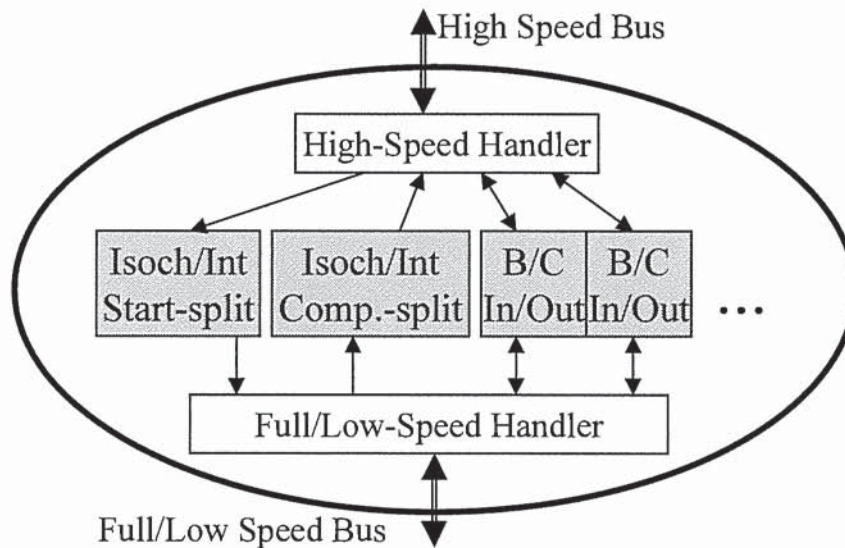 High Speed Bus
High-Speed Handler
Isoch/Int
Start-split
Isoch/Int
Comp.-split
B/C
In/Out
B/C
In/Out
...
Full/Low-Speed Handler
Full/Low Speed Bus